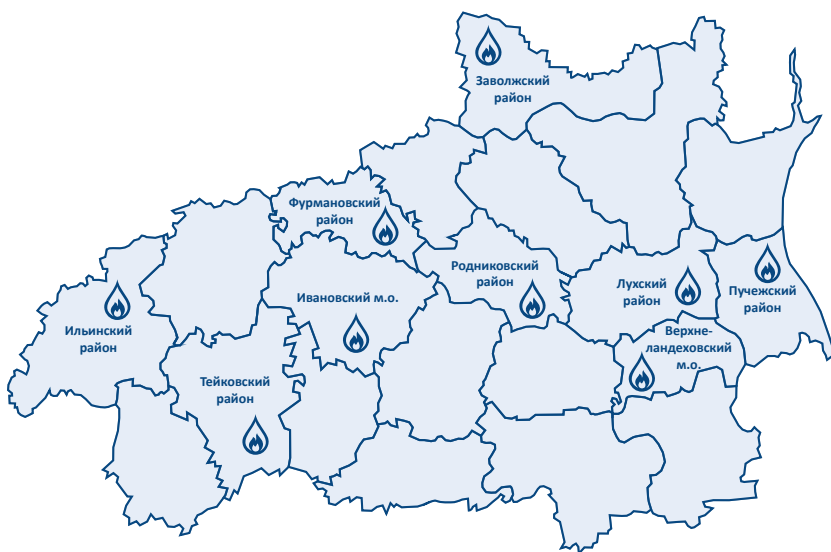 Заволжский
район
Фурмановский
район
Родниковский
район
Лухский
район
Пучежский
район
Ивановский м.о.
Ильинский
район
Верхне-
ландеховский
м.о.
Тейковский
район